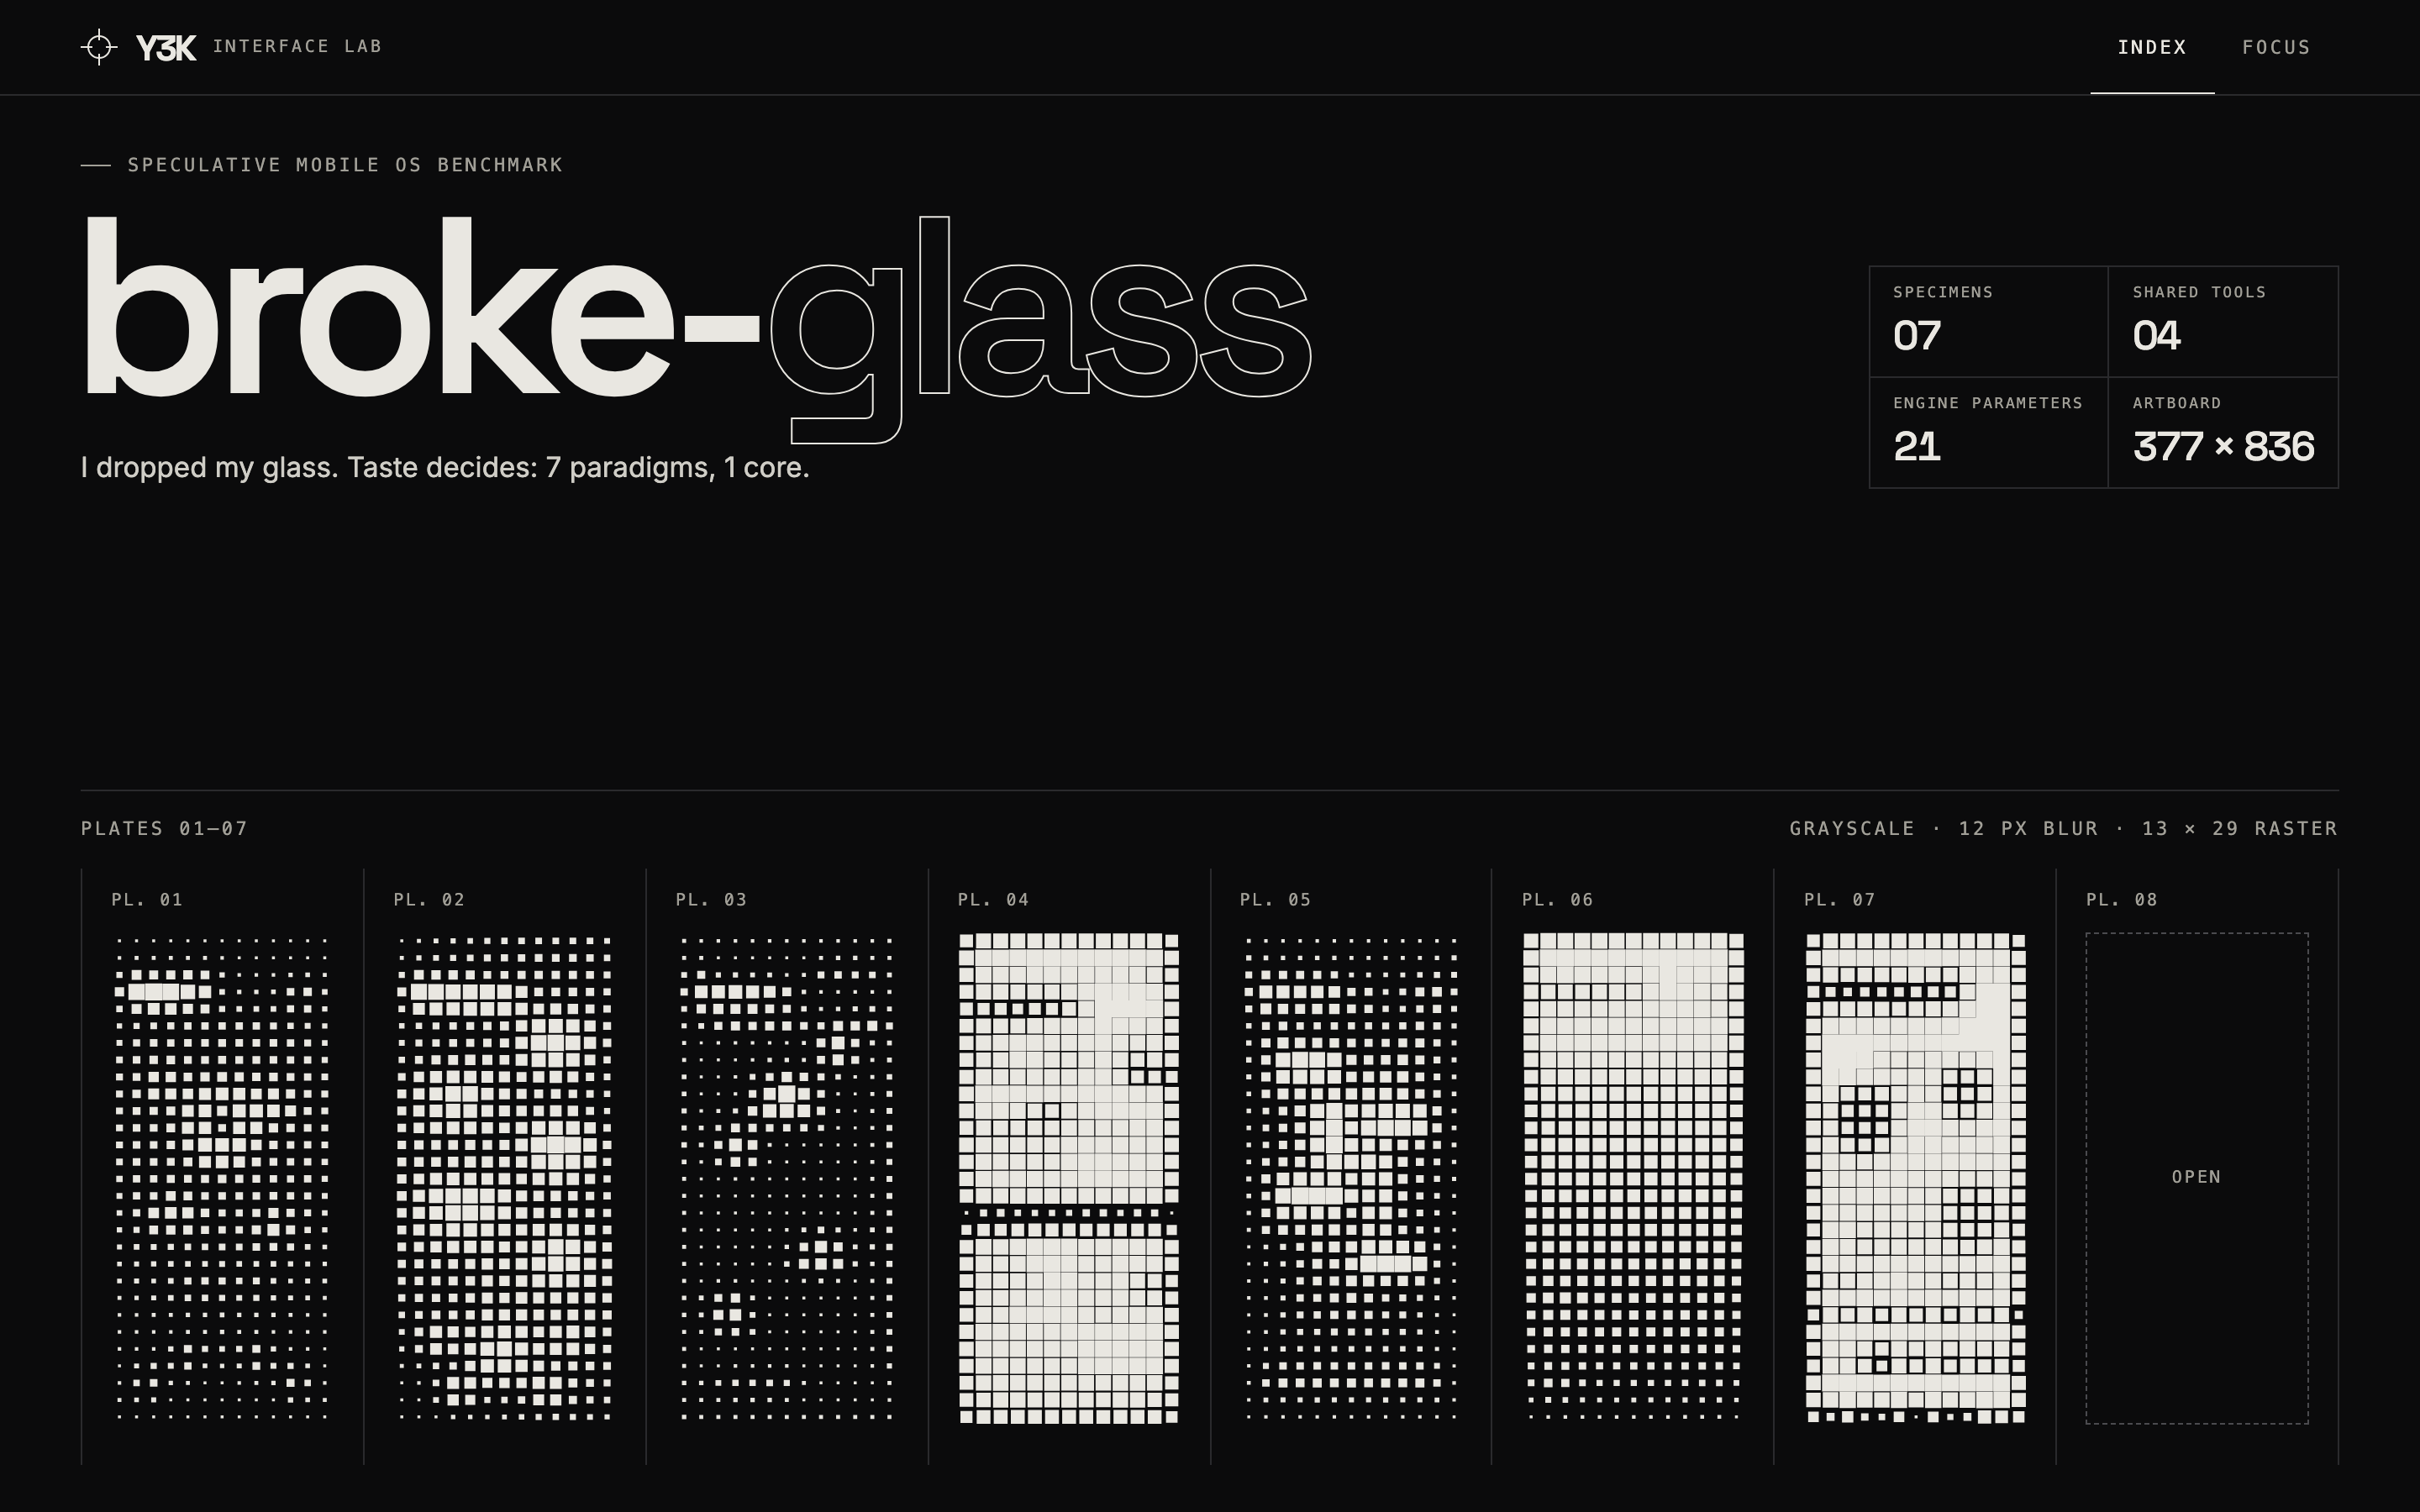 Y3K INTERFACE LAB
INDEX
FOCUS
SPECULATIVE MOBILE OS BENCHMARK
broke-glass
I dropped my glass. Taste decides: 7 paradigms, 1 core.
SPECIMENS
07
SHARED TOOLS
04
ENGINE PARAMETERS
21
ARTBOARD
377 × 836
PLATES 01—07
GRAYSCALE · 12 PX BLUR · 13 × 29 RASTER
PL. 01
PL. 02
PL. 03
PL. 04
PL. 05
PL. 06
PL. 07
PL. 08
OPEN